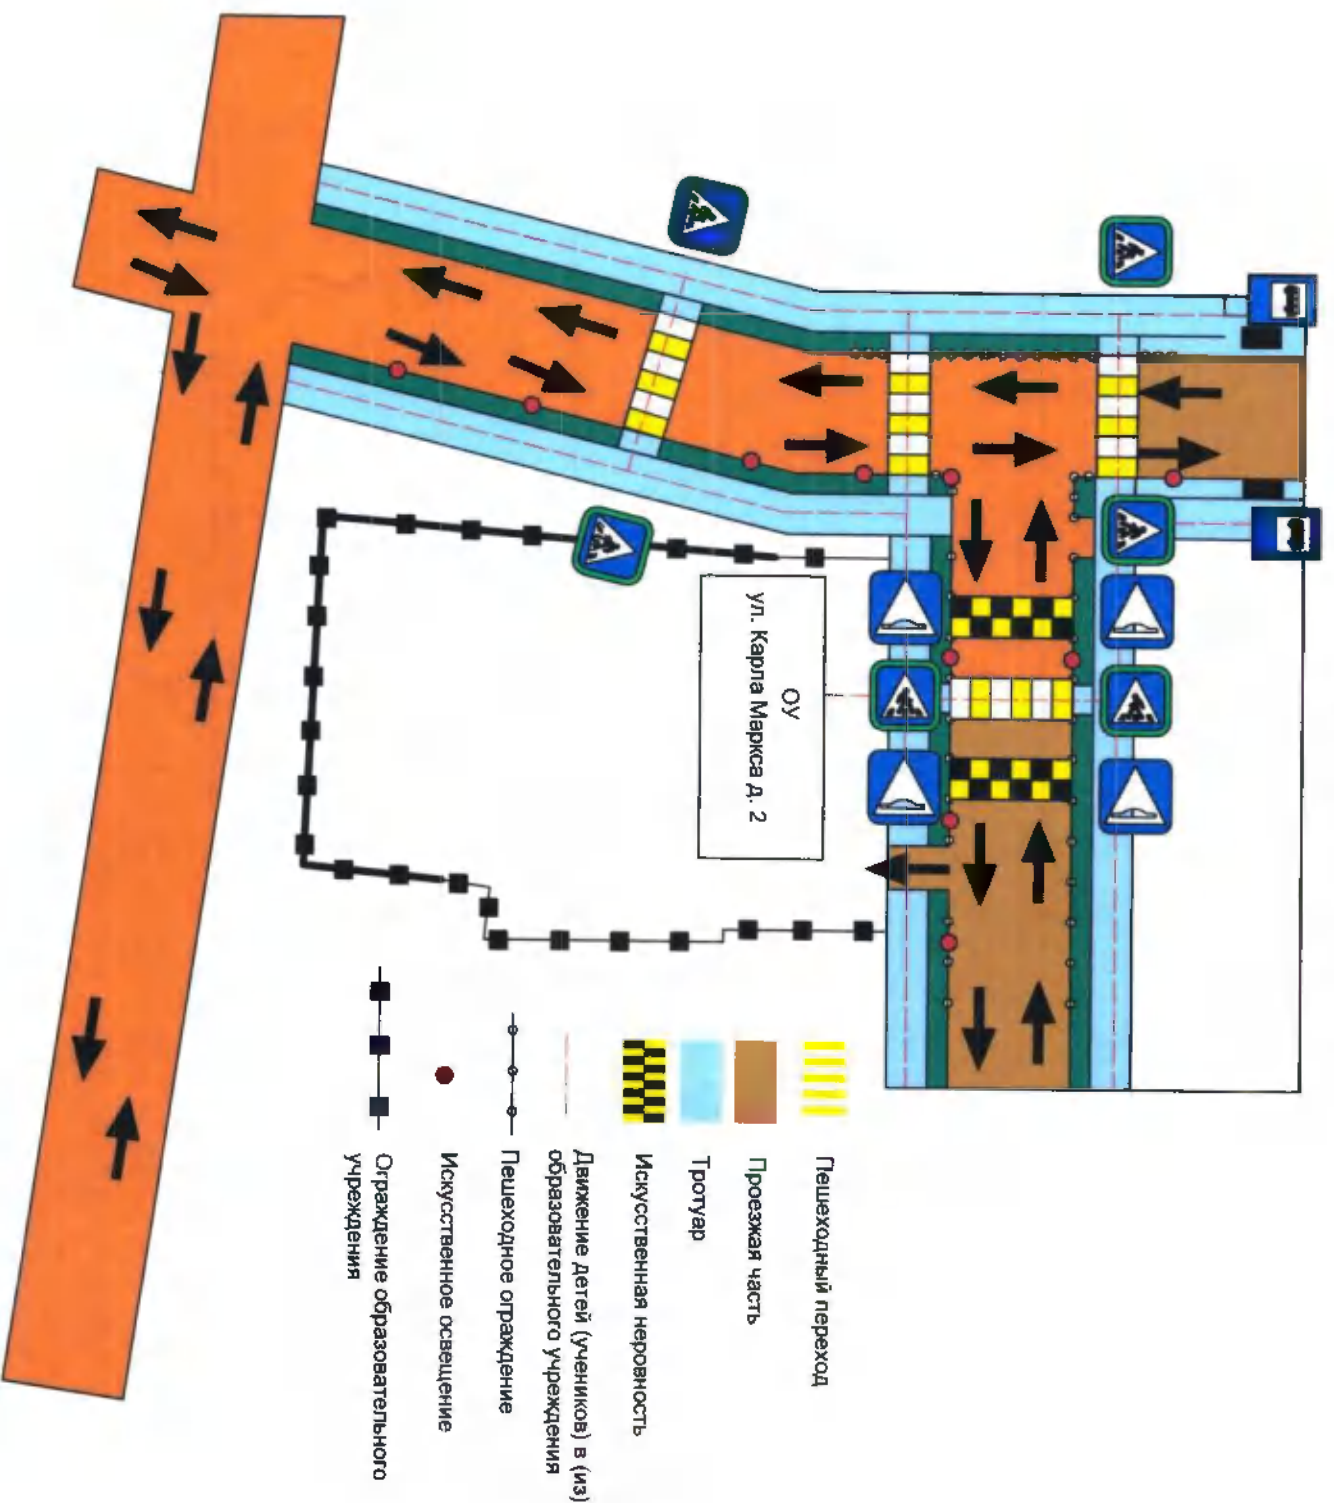 ОУ
ул. Карла Маркса д. 2
Пешеходный переход
Проезжая часть
Тротуар
Искусственная неровность
Движение детей (учеников) в (из)
образовательного учреждения
Пешеходное ограждение
Искусственное освещение
Ограждение образовательного
учреждения